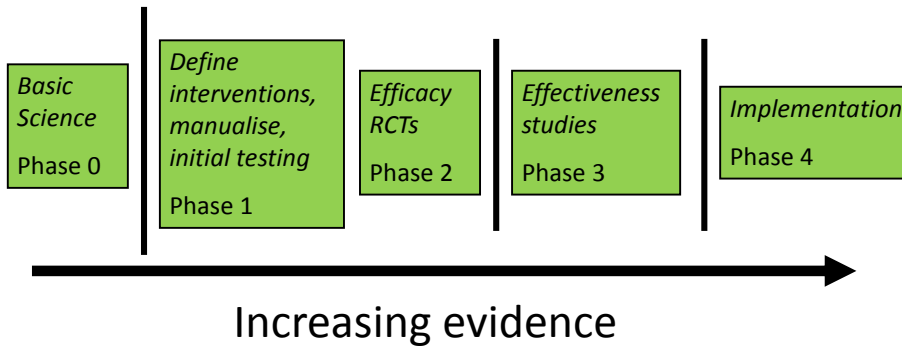 Basic
Science
Phase 0
Define
interventions,
manualise,
initial testing
Phase 1
Efficacy
RCTs
Phase 2
Effectiveness
studies
Phase 3
Implementation
Phase 4
Increasing evidence